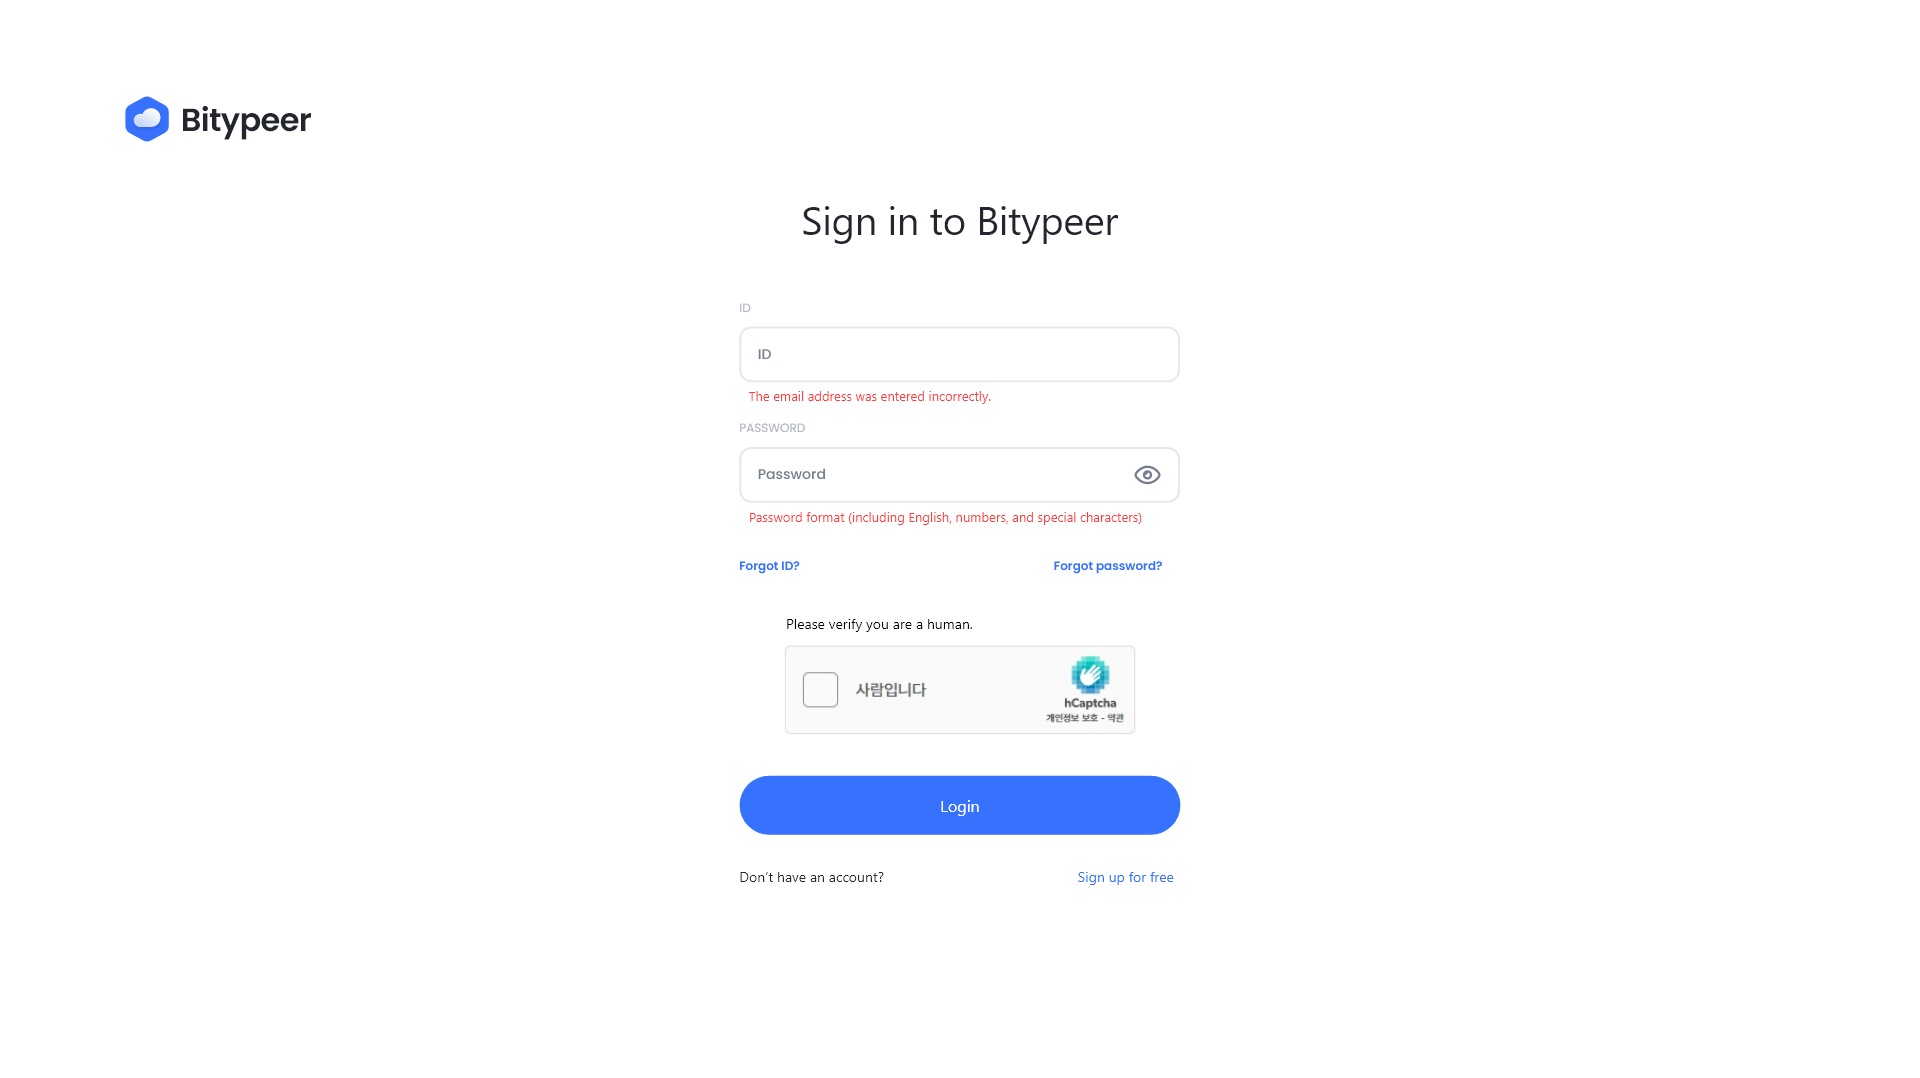 Bitypeer
Sign in to Bitypeer
ID
ID
The email address was entered incorrectly.
PASSWORD
Password
Password format (including English, numbers, and special characters)
Forgot ID? Forgot password?
Please verify you are a human.
사람입니다
hCaptcha
개인정보 보호 - 약관
Login
Don't have an account? Sign up for free